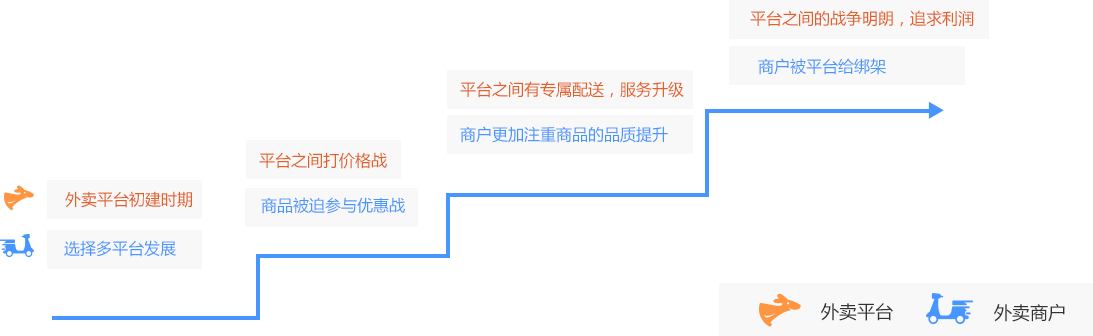 平台之间的战争明朗，追求利润
商户被平台给绑架
平台之间有专属配送，服务升级
商户更加注重商品的品质提升
平台之间打价格战
商品被迫参与优惠战
外卖平台初建时期
选择多平台发展
外卖平台
外卖商户